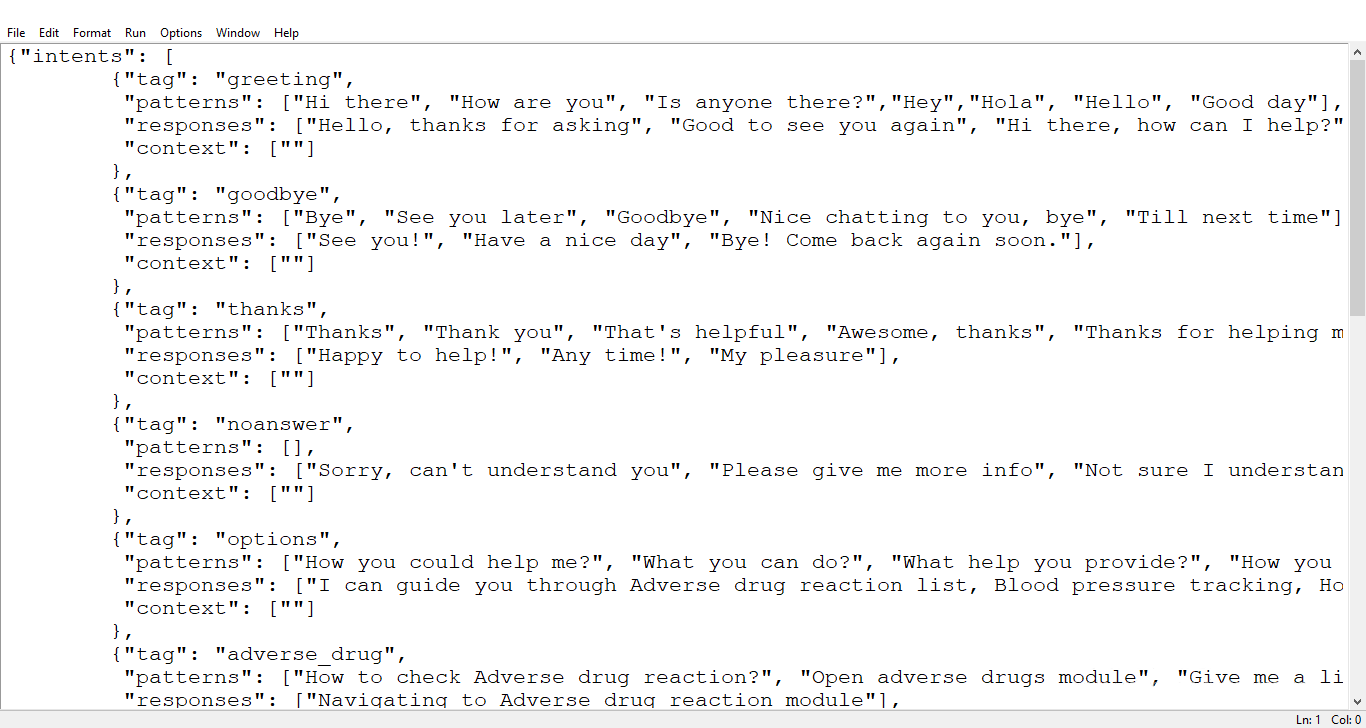 File Edit Format Run Options Window Help
{"intents": [
{"tag": "greeting",
"patterns": ["Hi there", "How are you", "Is anyone there?","Hey","Hola", "Hello", "Good day"],
"responses": ["Hello, thanks for asking", "Good to see you again", "Hi there, how can I help?"
"context": [""]
},
{"tag": "goodbye",
"patterns": ["Bye", "See you later", "Goodbye", "Nice chatting to you, bye", "Till next time"]
"responses": ["See you!", "Have a nice day", "Bye! Come back again soon."],
"context": [""]
},
{"tag": "thanks",
"patterns": ["Thanks", "Thank you", "That's helpful", "Awesome, thanks", "Thanks for helping m
"responses": ["Happy to help!", "Any time!", "My pleasure"],
"context": [""]
},
{"tag": "noanswer",
"patterns": [],
"responses": ["Sorry, can't understand you", "Please give me more info", "Not sure I understan
"context": [""]
},
{"tag": "options",
"patterns": ["How you could help me?", "What you can do?", "What help you provide?", "How you
"responses": ["I can guide you through Adverse drug reaction list, Blood pressure tracking, Ho
"context": [""]
},
{"tag": "adverse_drug",
"patterns": ["How to check Adverse drug reaction?", "Open adverse drugs module", "Give me a li
"responses": ["Navigating to Adverse drug reaction module"],
Ln: 1 Col: 0